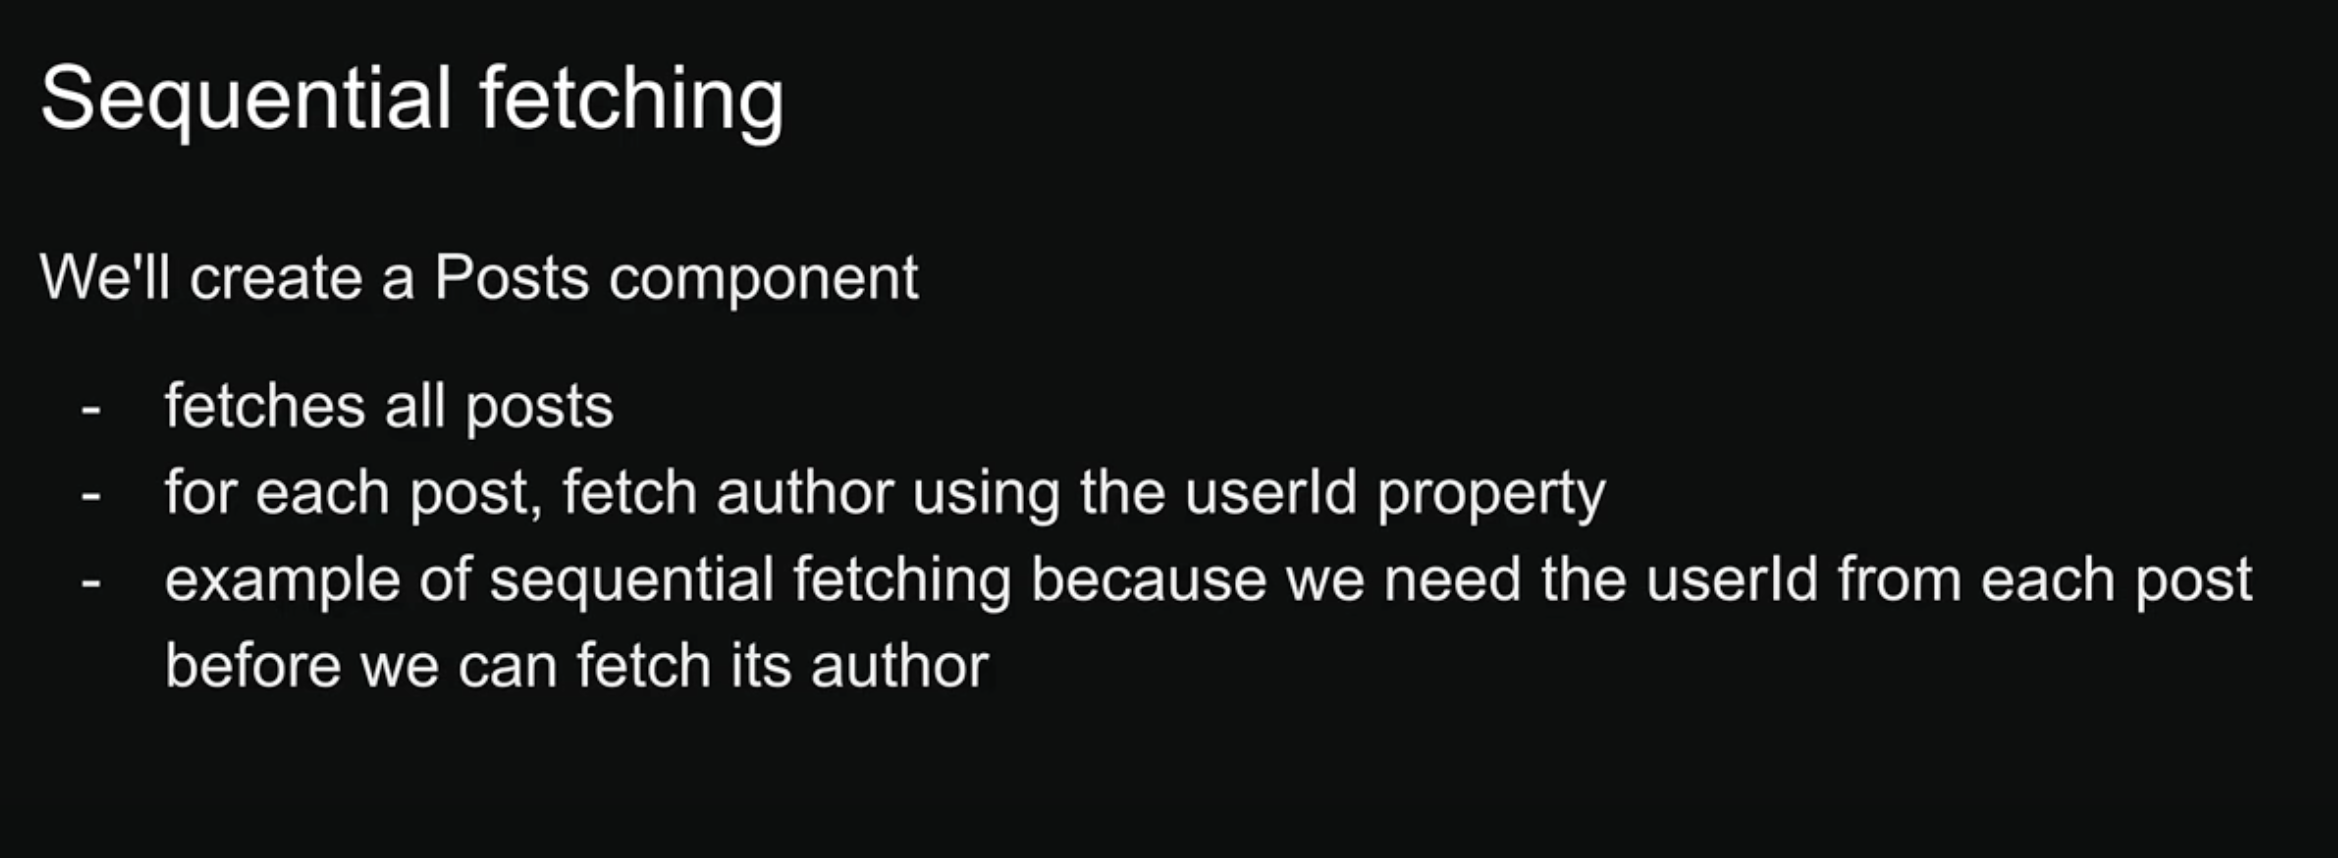 Sequential fetching
We'll create a Posts component
- fetches all posts
- for each post, fetch author using the userId property
- example of sequential fetching because we need the userId from each post
before we can fetch its author